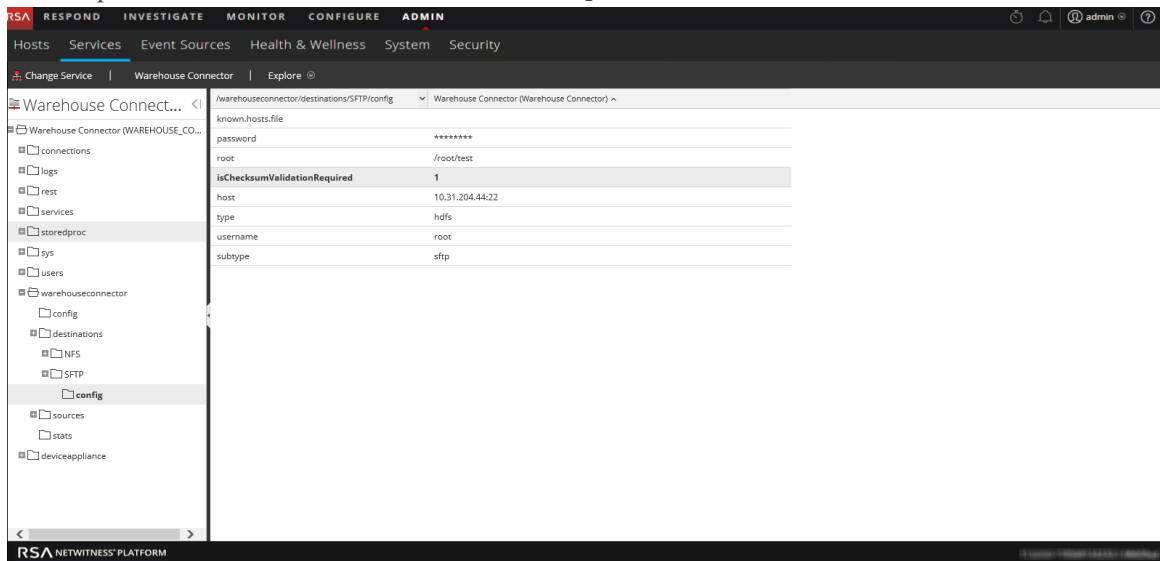 RSA RESPOND INVESTIGATE MONITOR CONFIGURE ADMIN admin ?
Hosts Services Event Sources Health & Wellness System Security
Change Service | Warehouse Connector | Explore
Warehouse Connect...
/warehouseconnector/destinations/SFTP/config Warehouse Connector (Warehouse Connector)
Warehouse Connector (WAREHOUSE_CO...
connections
logs
rest
services
storedproc
sys
users
warehouseconnector
config
destinations
NFS
SFTP
config
sources
stats
deviceappliance
known.hosts.file
password ********
root /root/test
isChecksumValidationRequired 1
host 10.31.204.44:22
type hdfs
username root
subtype sftp
RSA NETWITNESS® PLATFORM